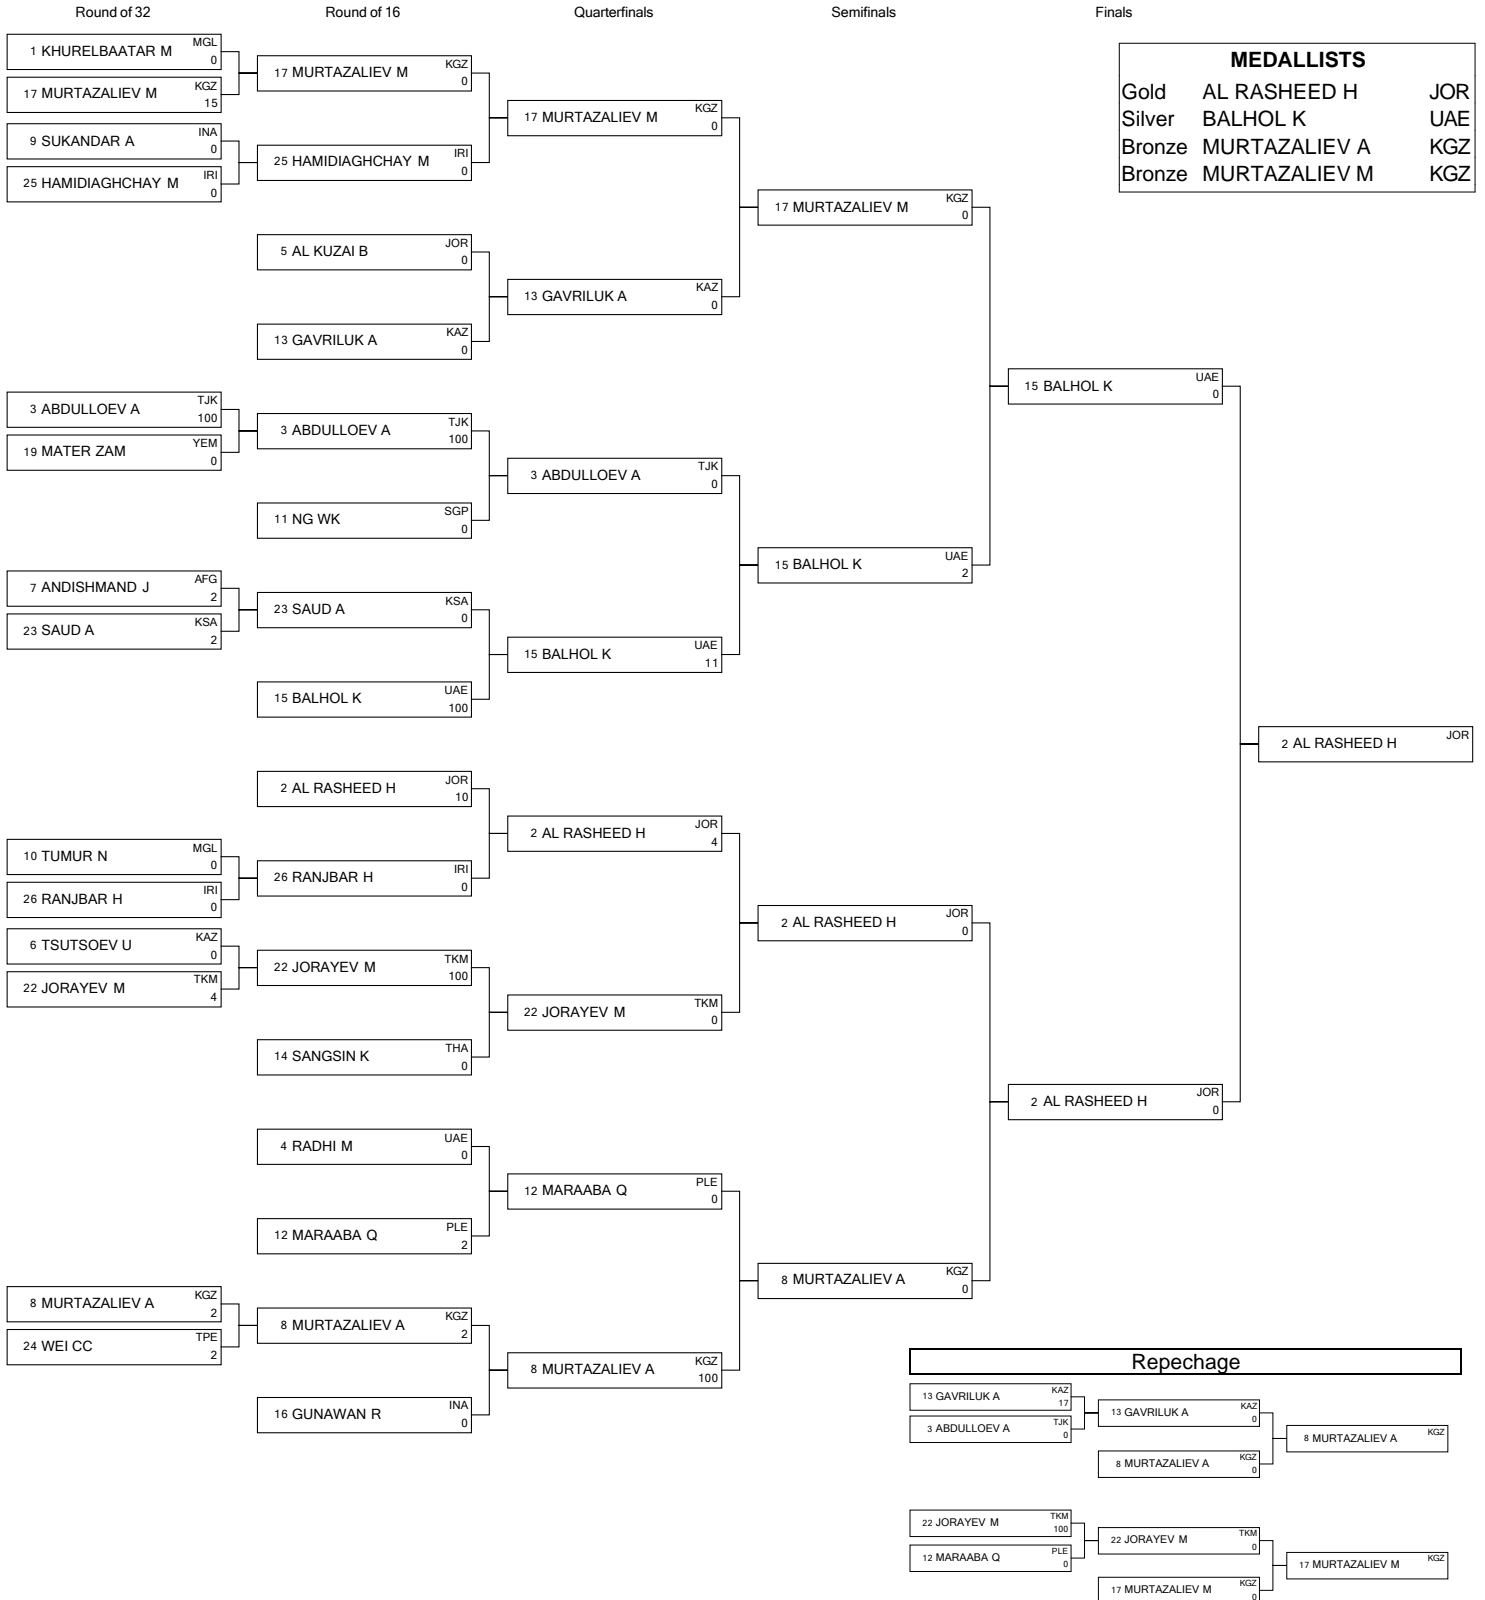 Round of 32 Round of 16 Quarterfinals Semifinals Finals
MEDALLISTS
Gold AL RASHEED H JOR
Silver BALHOL K UAE
Bronze MURTAZALIEV A KGZ
Bronze MURTAZALIEV M KGZ
1 KHURELBAATAR M MGL 0
17 MURTAZALIEV M KGZ 15
9 SUKANDAR A INA 0
25 HAMIDIAGHCHAY M IRI 0
3 ABDULLOEV A TJK 100
19 MATER ZAM YEM 0
7 ANDISHMAND J AFG 2
23 SAUD A KSA 2
10 TUMUR N MGL 0
26 RANJBAR H IRI 0
6 TSUTSOEV U KAZ 0
22 JORAYEV M TKM 4
8 MURTAZALIEV A KGZ 2
24 WEI CC TPE 2
17 MURTAZALIEV M KGZ 0
25 HAMIDIAGHCHAY M IRI 0
5 AL KUZAI B JOR 0
13 GAVRILUK A KAZ 0
3 ABDULLOEV A TJK 100
11 NG WK SGP 0
23 SAUD A KSA 0
15 BALHOL K UAE 100
2 AL RASHEED H JOR 10
26 RANJBAR H IRI 0
22 JORAYEV M TKM 100
14 SANGSIN K THA 0
4 RADHI M UAE 0
12 MARAABA Q PLE 2
8 MURTAZALIEV A KGZ 2
16 GUNAWAN R INA 0
17 MURTAZALIEV M KGZ 0
13 GAVRILUK A KAZ 0
3 ABDULLOEV A TJK 0
15 BALHOL K UAE 11
2 AL RASHEED H JOR 4
22 JORAYEV M TKM 0
12 MARAABA Q PLE 0
8 MURTAZALIEV A KGZ 100
17 MURTAZALIEV M KGZ 0
15 BALHOL K UAE 2
2 AL RASHEED H JOR 0
8 MURTAZALIEV A KGZ 0
15 BALHOL K UAE 0
2 AL RASHEED H JOR 0
2 AL RASHEED H JOR
Repechage
13 GAVRILUK A KAZ 17
3 ABDULLOEV A TJK 0
13 GAVRILUK A KAZ 0
8 MURTAZALIEV A KGZ 0
8 MURTAZALIEV A KGZ
22 JORAYEV M TKM 100
12 MARAABA Q PLE 0
22 JORAYEV M TKM 0
17 MURTAZALIEV M KGZ 0
17 MURTAZALIEV M KGZ